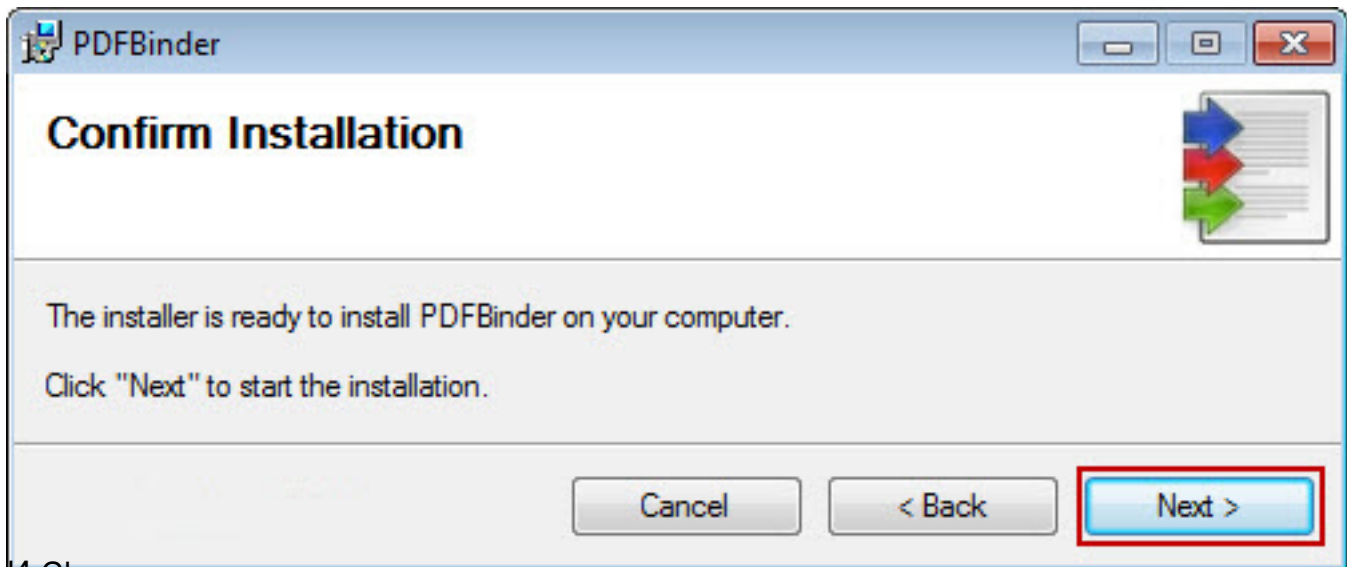 PDFBinder
Confirm Installation
The installer is ready to install PDFBinder on your computer.
Click "Next" to start the installation.
Cancel
< Back
Next >